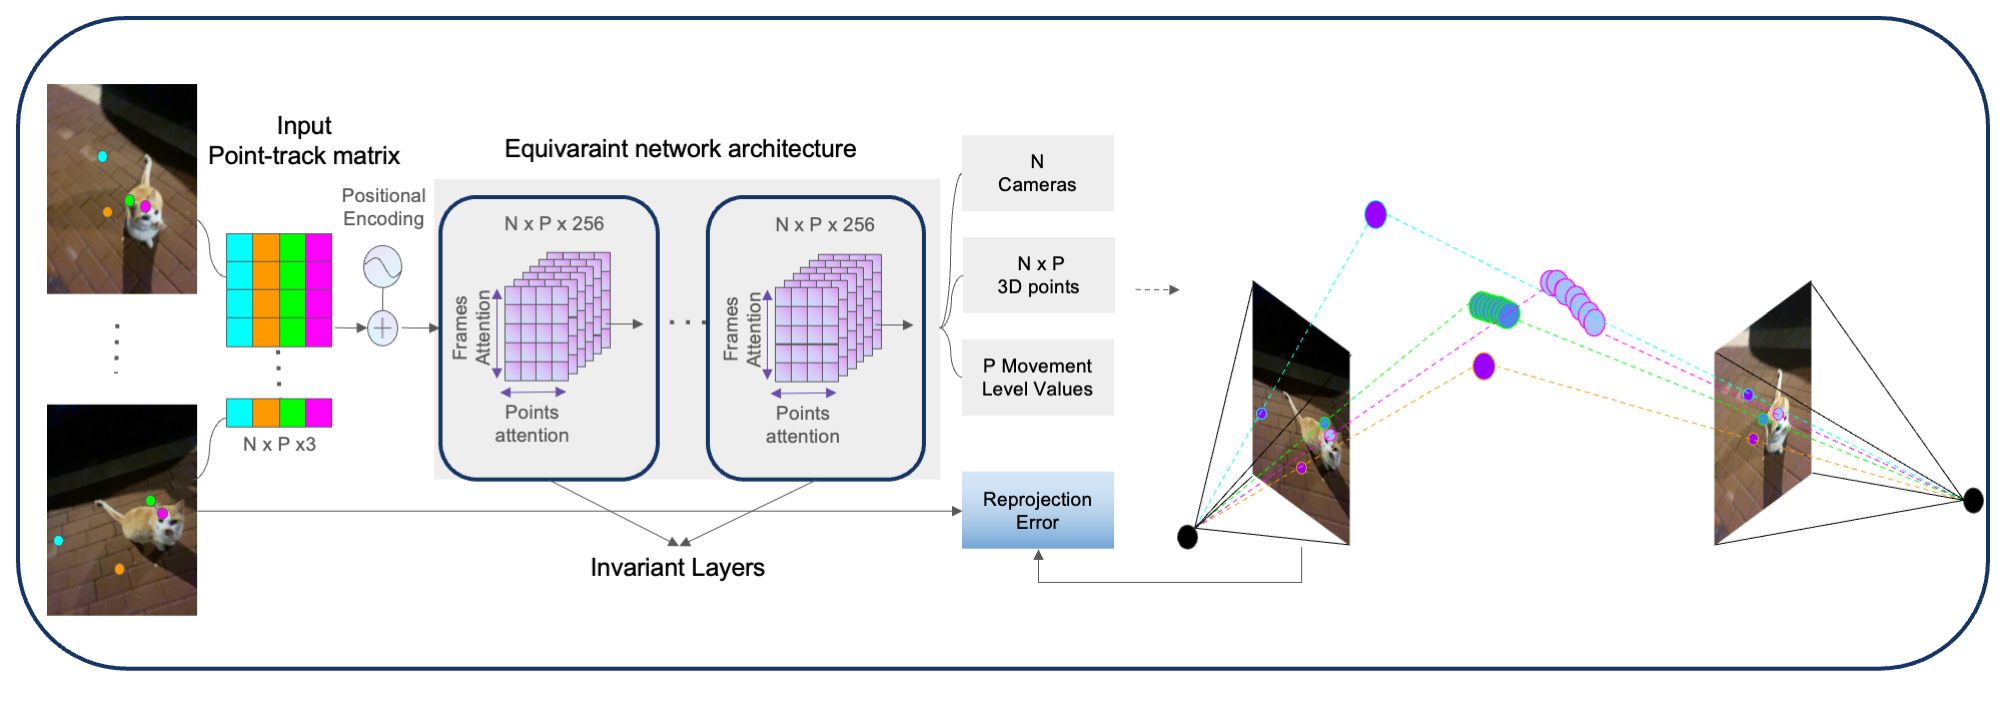 Input
Point-track matrix
N x P x3
Positional
Encoding
Equivaraint network architecture
N x P x 256
Frames
Attention
Points
attention
N x P x 256
Frames
Attention
Points
attention
Invariant Layers
N
Cameras
N x P
3D points
P Movement
Level Values
Reprojection
Error